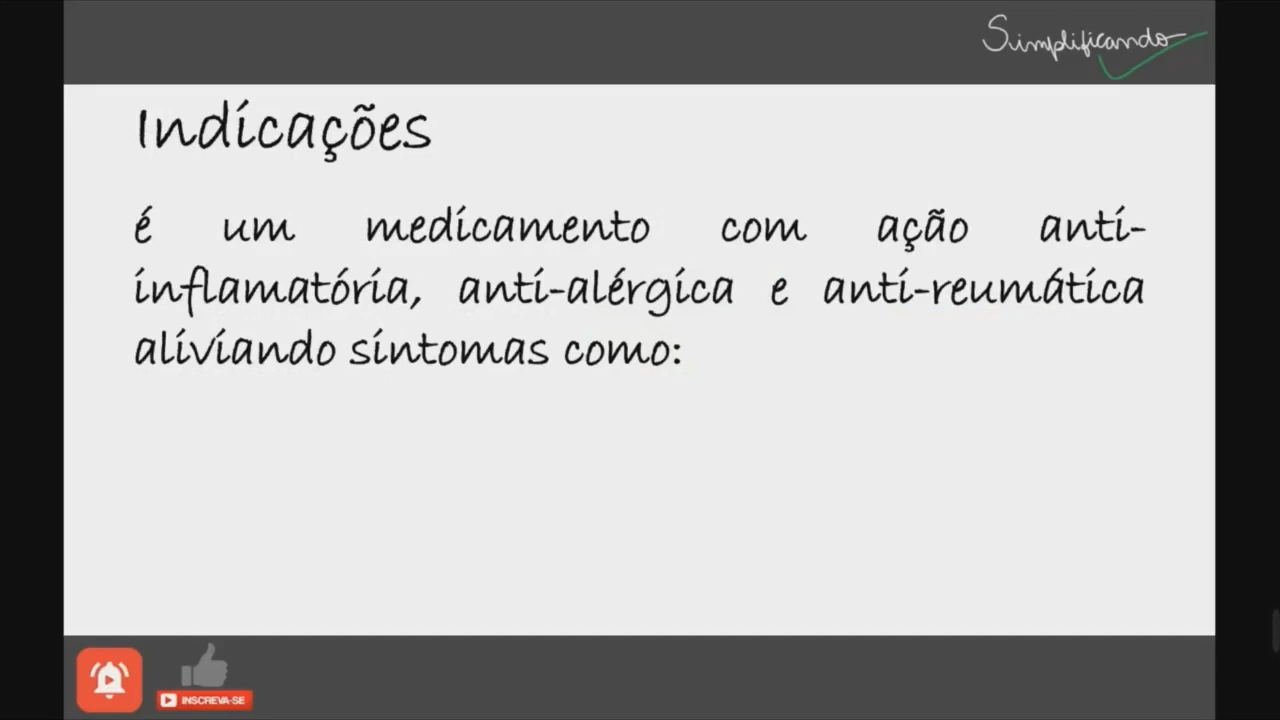 Simplificando
Indicações
é um medicamento com ação anti-
inflamatória, anti-alérgica e anti-reumática
aliviando sintomas como:
INSCREVA-SE